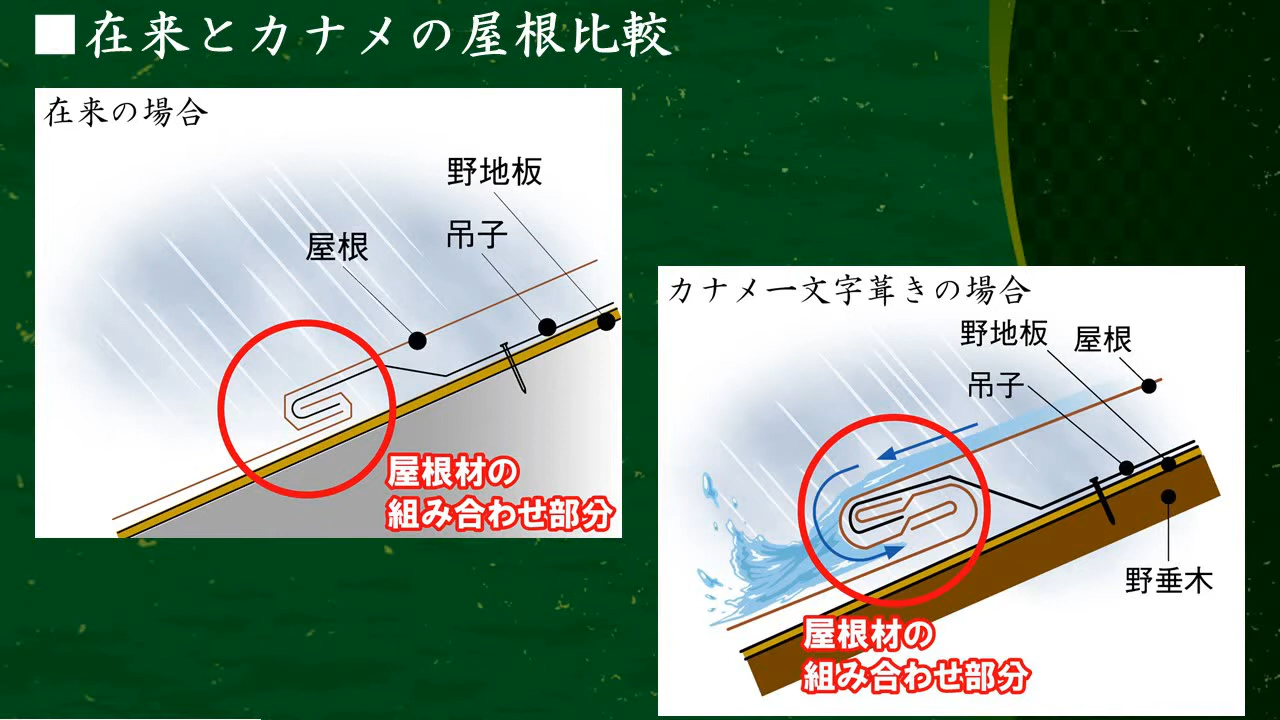 ■在来とカナメの屋根比較
在来の場合
野地板
吊子
屋根
屋根材の
組み合わせ部分
カナメ一文字葺きの場合
野地板
屋根
吊子
野垂木
屋根材の
組み合わせ部分